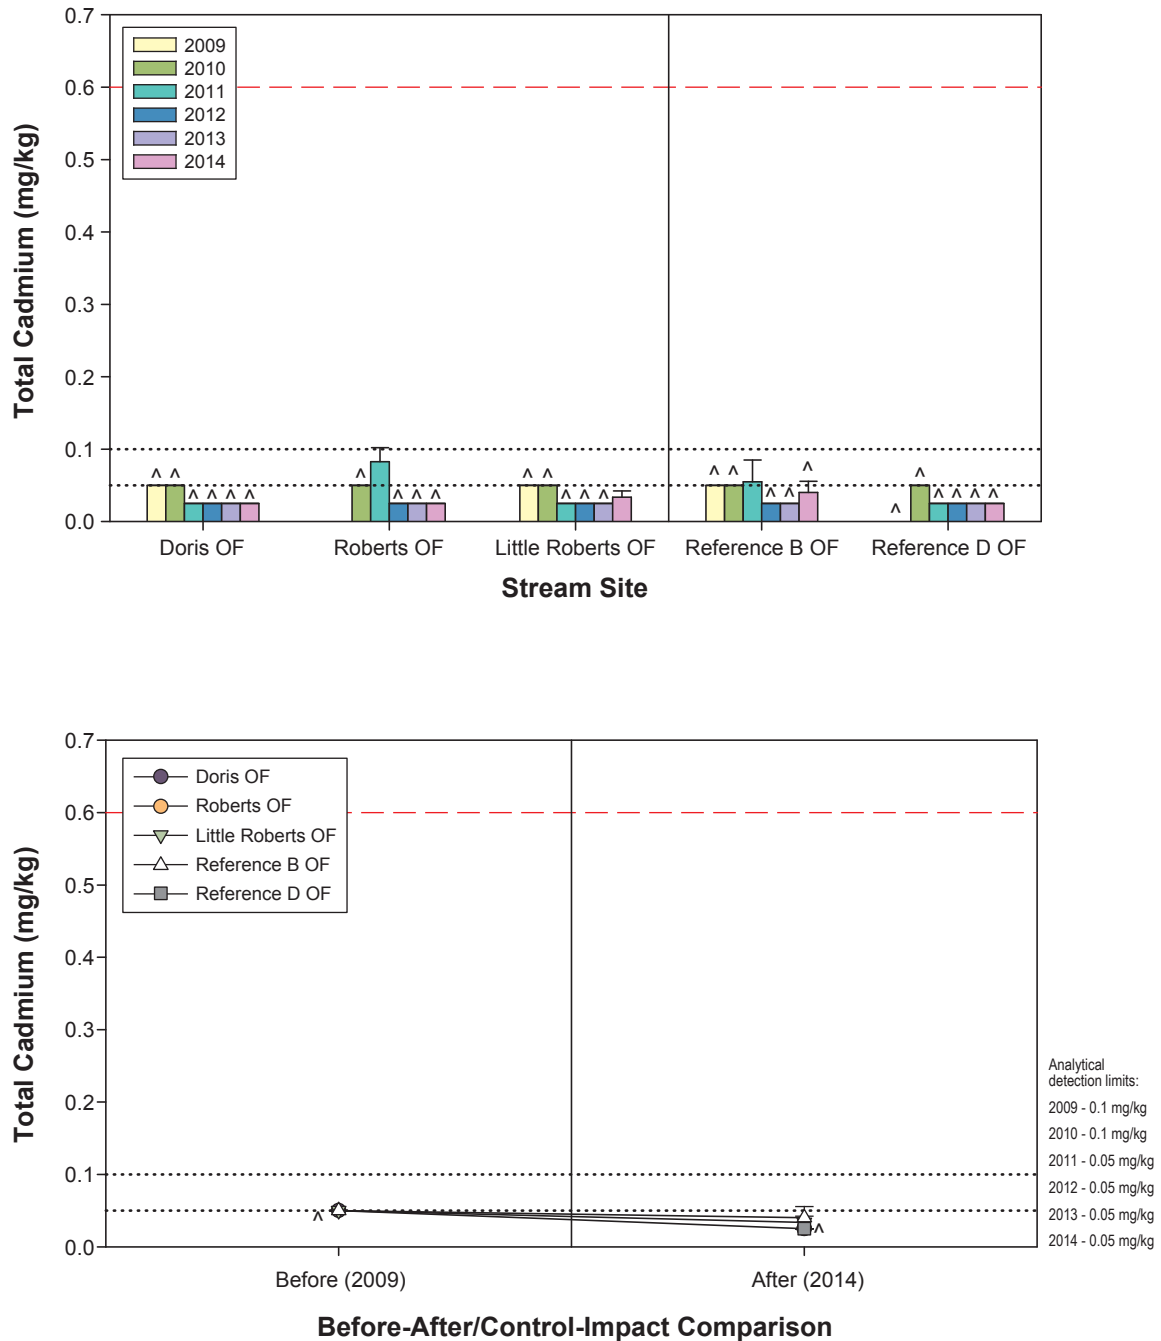 0.7
0.6
0.5
0.4
0.3
0.2
0.1
0.0
Total Cadmium (mg/kg)
2009
2010
2011
2012
2013
2014
^ ^ ^ ^ ^ ^
^ ^ ^ ^
^ ^ ^ ^ ^
^ ^ ^ ^ ^
^ ^ ^ ^ ^ ^
Doris OF
Roberts OF
Little Roberts OF
Reference B OF
Reference D OF
Stream Site
0.7
0.6
0.5
0.4
0.3
0.2
0.1
0.0
Total Cadmium (mg/kg)
Doris OF
Roberts OF
Little Roberts OF
Reference B OF
Reference D OF
^
^
Before (2009)
After (2014)
Before-After/Control-Impact Comparison
Analytical
detection limits:
2009 - 0.1 mg/kg
2010 - 0.1 mg/kg
2011 - 0.05 mg/kg
2012 - 0.05 mg/kg
2013 - 0.05 mg/kg
2014 - 0.05 mg/kg